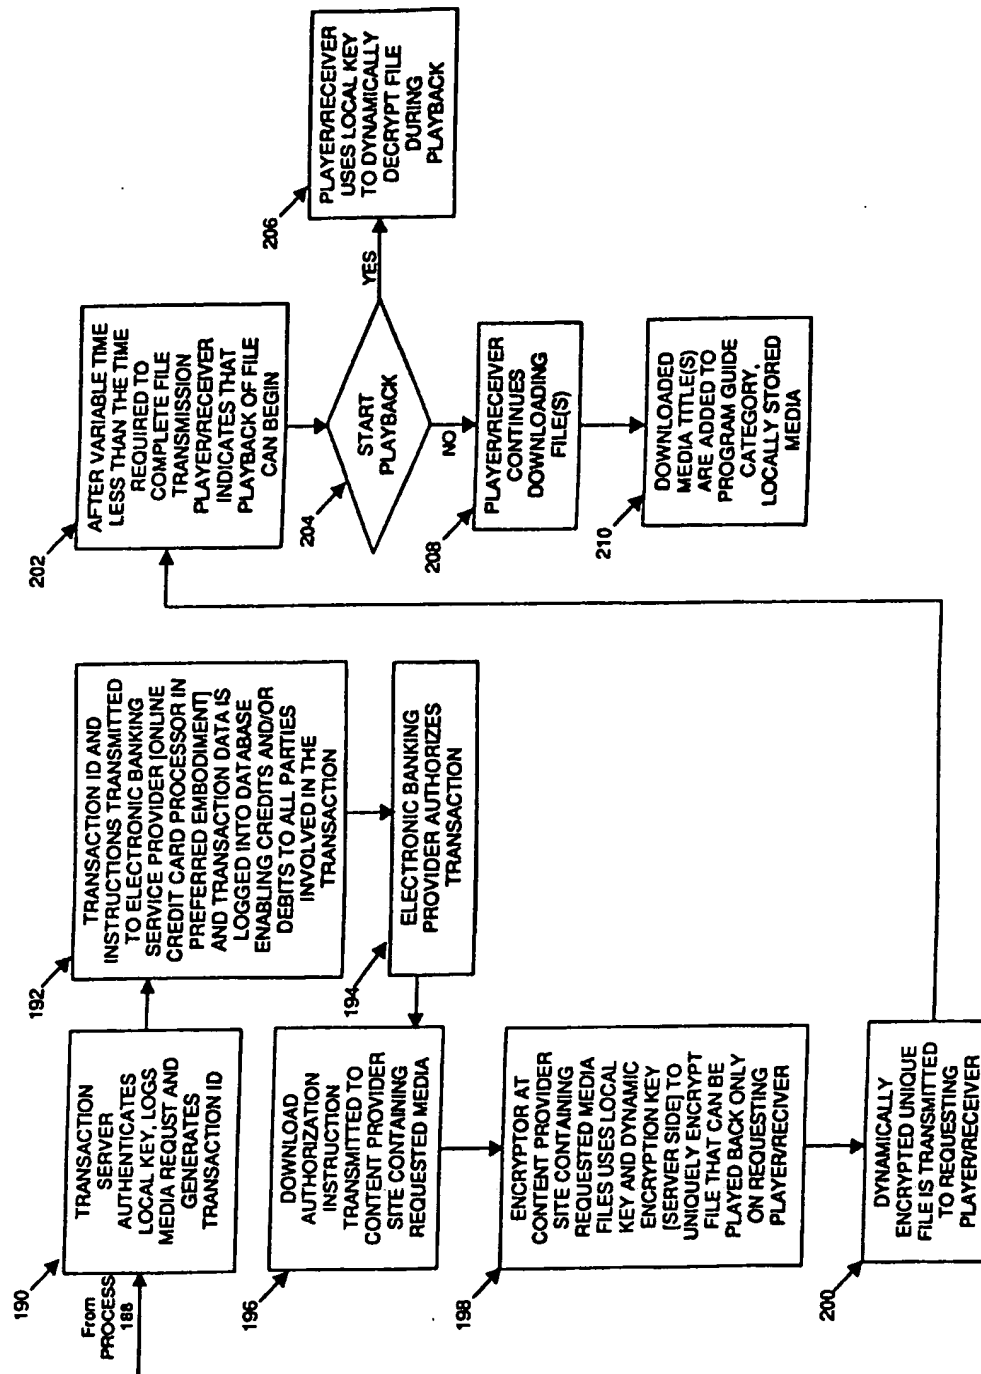 From
PROCESS
188
190
TRANSACTION
SERVER
AUTHENTICATES
LOCAL KEY, LOGS
MEDIA REQUST AND
GENERATES
TRANSACTION ID
192
TRANSACTION ID AND
INSTRUCTIONS TRANSMITTED
TO ELECTRONIC BANKING
SERVICE PROVIDER [ONLINE
CREDIT CARD PROCESSOR IN
PREFERRED EMBODIMENT]
AND TRANSACTION DATA IS
LOGGED INTO DATABASE
ENABLING CREDITS AND/OR
DEBITS TO ALL PARTIES
INVOLVED IN THE
TRANSACTION
194
ELECTRONIC BANKING
PROVIDER AUTHORIZES
TRANSACTION
196
DOWNLOAD
AUTHORIZATION
INSTRUCTION
TRANSMITTED TO
CONTENT PROVIDER
SITE CONTAINING
REQUESTED MEDIA
198
ENCRYPTOR AT
CONTENT PROVIDER
SITE CONTAINING
REQUESTED MEDIA
FILES USES LOCAL
KEY AND DYNAMIC
ENCRYPTION KEY
[SERVER SIDE] TO
UNIQUELY ENCRYPT
FILE THAT CAN BE
PLAYED BACK ONLY
ON REQUESTING
PLAYER/RECIVER
200
DYNAMICALLY
ENCRYPTED UNIQUE
FILE IS TRANSMITTED
TO REQUESTING
PLAYER/RECEIVER
202
AFTER VARIABLE TIME
LESS THAN THE TIME
REQUIRED TO
COMPLETE FILE
TRANSMISSION
PLAYER/RECEIVER
INDICATES THAT
PLAYBACK OF FILE
CAN BEGIN
204
START
PLAYBACK
YES
206
PLAYER/RECEIVER
USES LOCAL KEY
TO DYNAMICALLY
DECRYPT FILE
DURING
PLAYBACK
NO
208
PLAYER/RECEIVER
CONTINUES
DOWNLOADING
FILE(S)
210
DOWNLOADED
MEDIA TITLE(S)
ARE ADDED TO
PROGRAM GUIDE
CATEGORY,
LOCALLY STORED
MEDIA